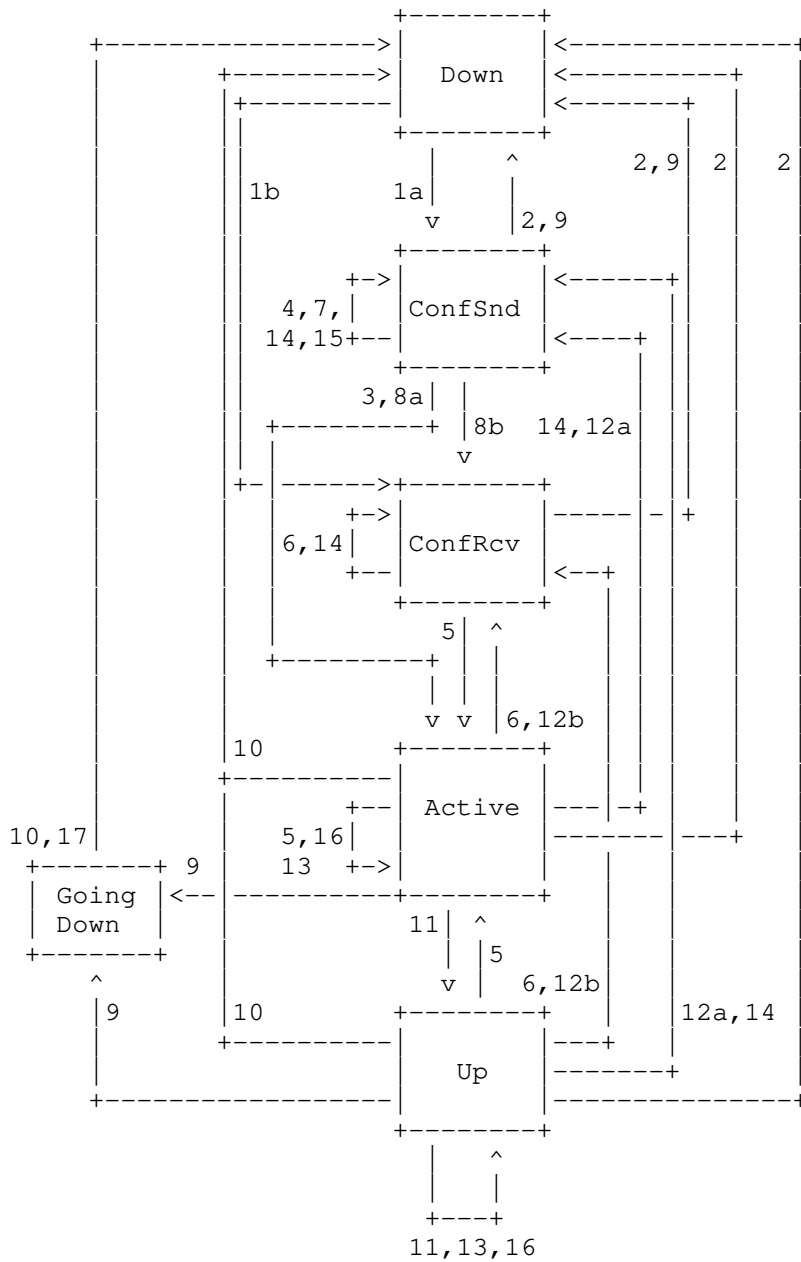 Down
2,9 2 2
1b 1a
2,9
4,7, ConfSnd
14,15
3,8a
8b 14,12a
6,14 ConfRcv
5
6,12b
10
Active
10,17 5,16
9 13
Going
Down 11
5
6,12b
9 10 12a,14
Up
11,13,16